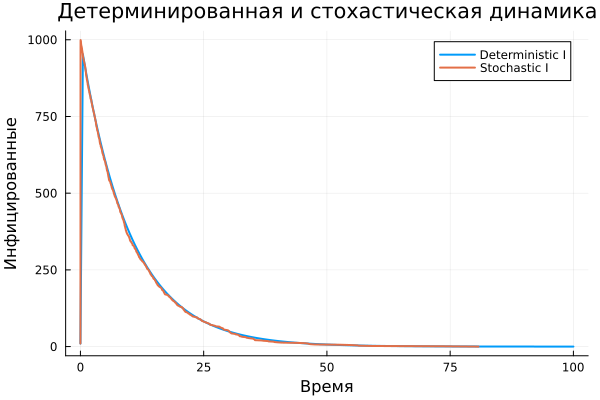 Детерминированная и стохастическая динамика
Deterministic I
Stochastic I
Инфицированные
1000
750
500
250
0
0
25
50
75
100
Время